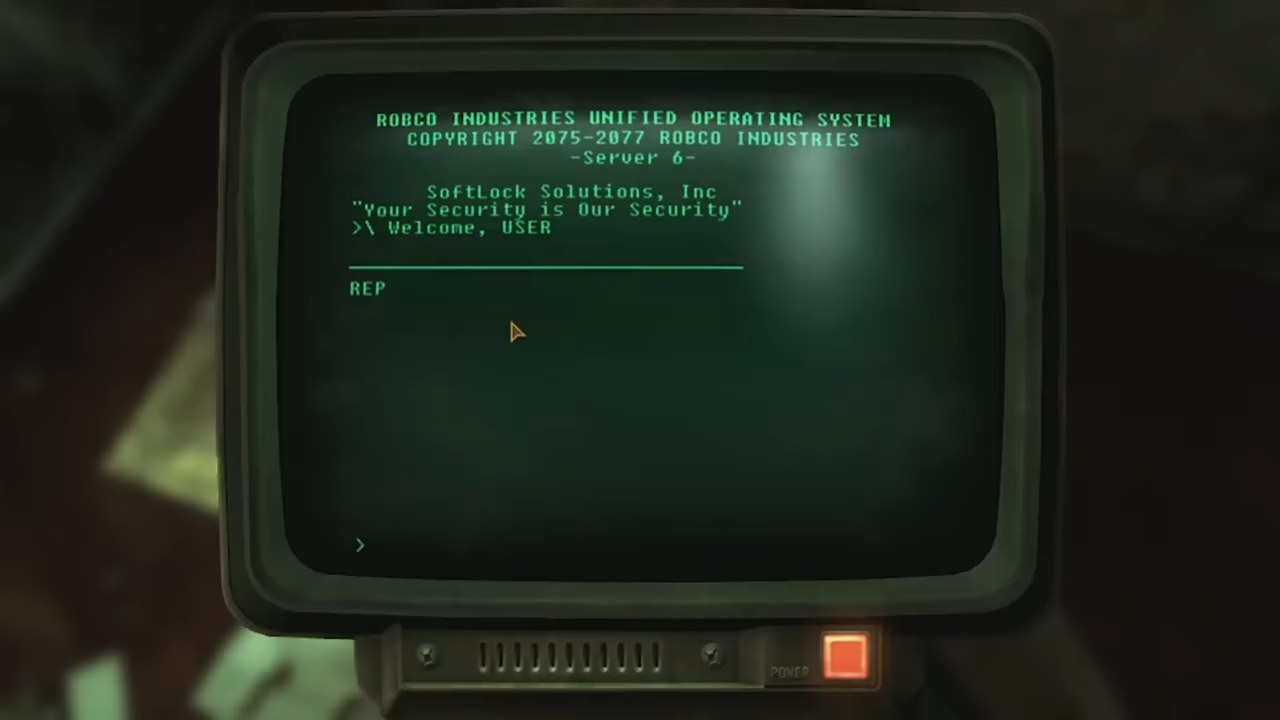 ROBCO INDUSTRIES UNIFIED OPERATING SYSTEM
COPYRIGHT 2075-2077 ROBCO INDUSTRIES
-Server 6-
SoftLock Solutions, Inc
"Your Security is Our Security"
>\ Welcome, USER
REP
>
POWER